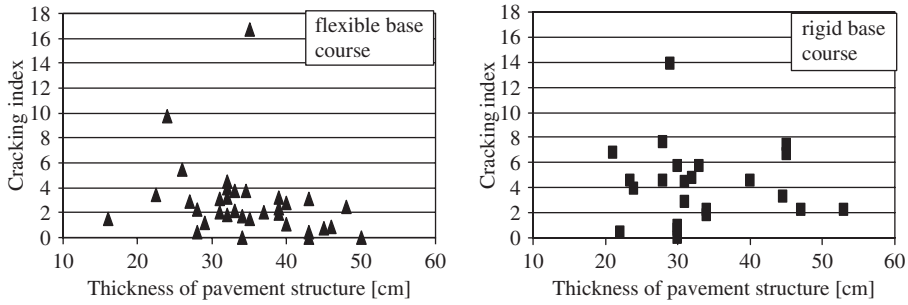 18
16
14
12
10
8
6
4
2
0
Cracking index
flexible base
course
10 20 30 40 50 60
Thickness of pavement structure [cm]
18
16
14
12
10
8
6
4
2
0
Cracking index
rigid base
course
10 20 30 40 50 60
Thickness of pavement structure [cm]